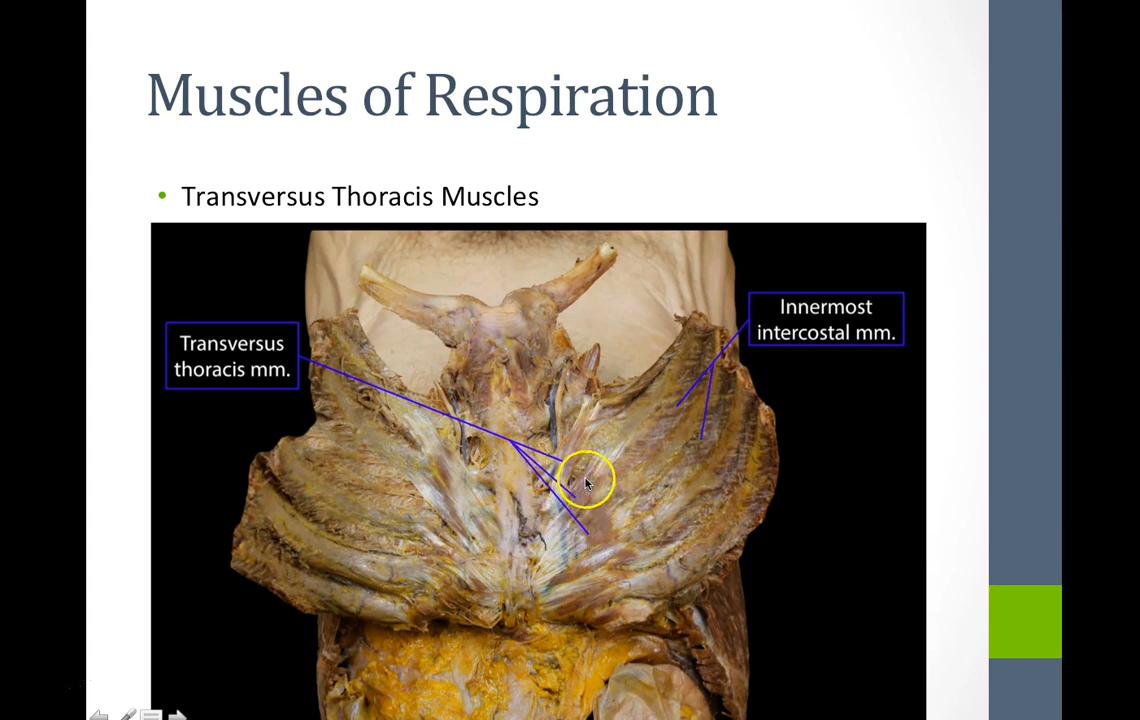 Muscles of Respiration
• Transversus Thoracis Muscles
Transversus
thoracis mm.
Innermost
intercostal mm.